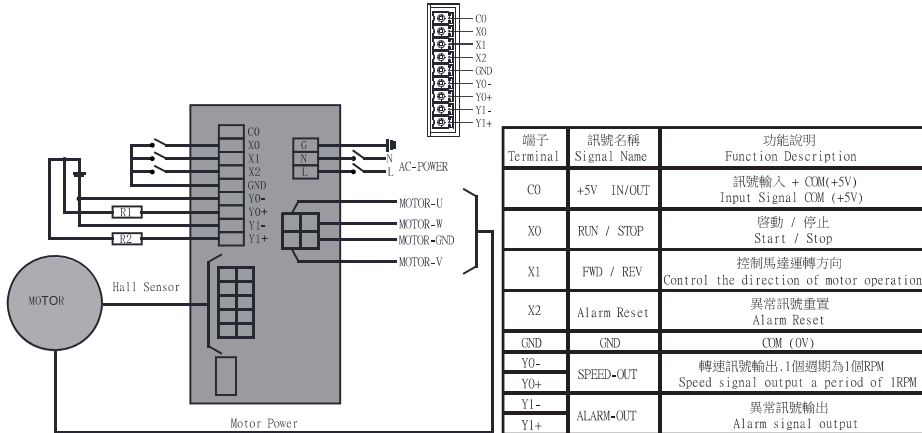 C0
X0
X1
X2
GND
Y0-
Y0+
Y1-
Y1+
C0
X0
X1
X2
GND
Y0-
Y0+
Y1-
Y1+
G
N
L
N
L
AC-POWER
R1
R2
MOTOR-U
MOTOR-W
MOTOR-GND
MOTOR-V
Hall Sensor
MOTOR
Motor Power
端子 訊號名稱 功能說明
Terminal Signal Name Function Description
C0 +5V IN/OUT 訊號輸入 + COM(+5V)
Input Signal COM (+5V)
X0 RUN / STOP 啓動 / 停止
Start / Stop
X1 FWD / REV 控制馬達運轉方向
Control the direction of motor operation
X2 Alarm Reset 異常訊號重置
Alarm Reset
GND GND COM (0V)
Y0- SPEED-OUT 轉速訊號輸出.1個週期為1個RPM
Y0+ Speed signal output a period of 1RPM
Y1- ALARM-OUT 異常訊號輸出
Y1+ Alarm signal output